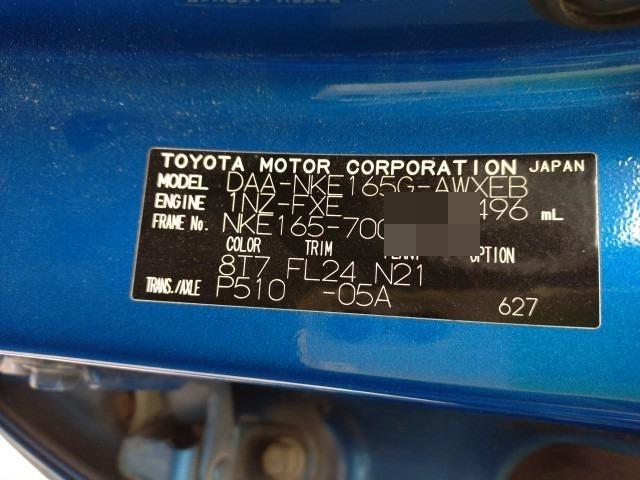 TOYOTA MOTOR CORPORATION JAPAN
MODEL DAA-NKE165G-AWXEB
ENGINE 1NZ-FXE 496 mL
FRAME No. NKE165-700
COLOR TRIM OPTION
8T7 FL24 N21
TRANS./AXLE P510 -05A
627